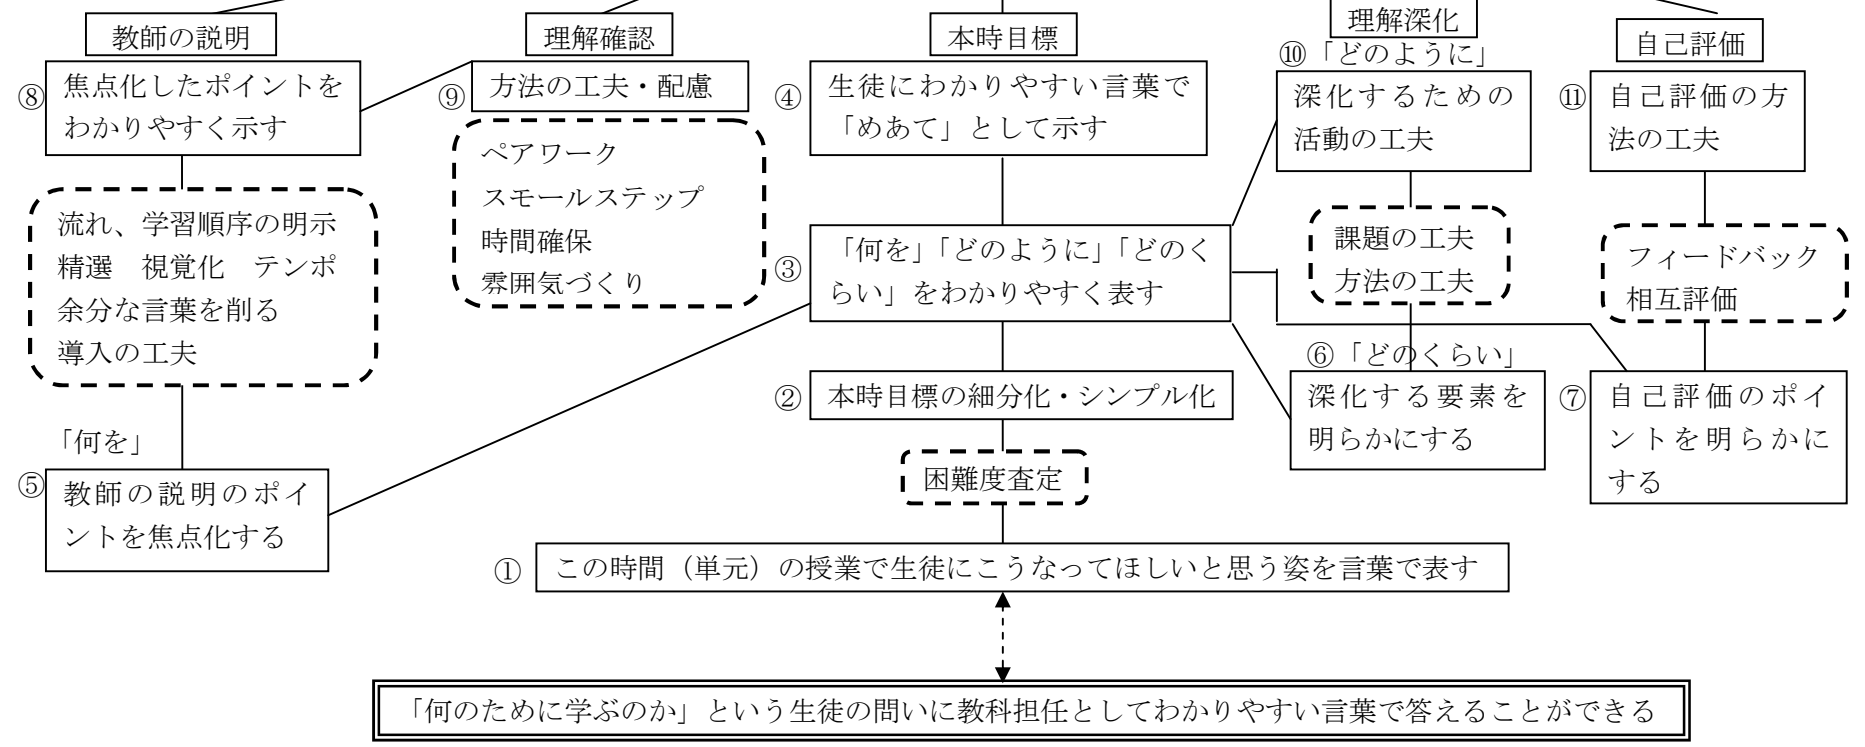 教師の説明
理解確認
本時目標
理解深化
自己評価
⑧
焦点化したポイントを
わかりやすく示す
⑨
方法の工夫・配慮
④
生徒にわかりやすい言葉で
「めあて」として示す
⑩「どのように」
深化するための
活動の工夫
⑪
自己評価の方
法の工夫
ペアワーク
スモールステップ
時間確保
雰囲気づくり
流れ、学習順序の明示
精選　視覚化　テンポ
余分な言葉を削る
導入の工夫
③
「何を」「どのように」「どのく
らい」をわかりやすく表す
課題の工夫
方法の工夫
フィードバック
相互評価
②
本時目標の細分化・シンプル化
⑥「どのくらい」
深化する要素を
明らかにする
⑦
自己評価のポイ
ントを明らかに
する
「何を」
⑤
教師の説明のポイ
ントを焦点化する
困難度査定
①
この時間（単元）の授業で生徒にこうなってほしいと思う姿を言葉で表す
「何のために学ぶのか」という生徒の問いに教科担任としてわかりやすい言葉で答えることができる